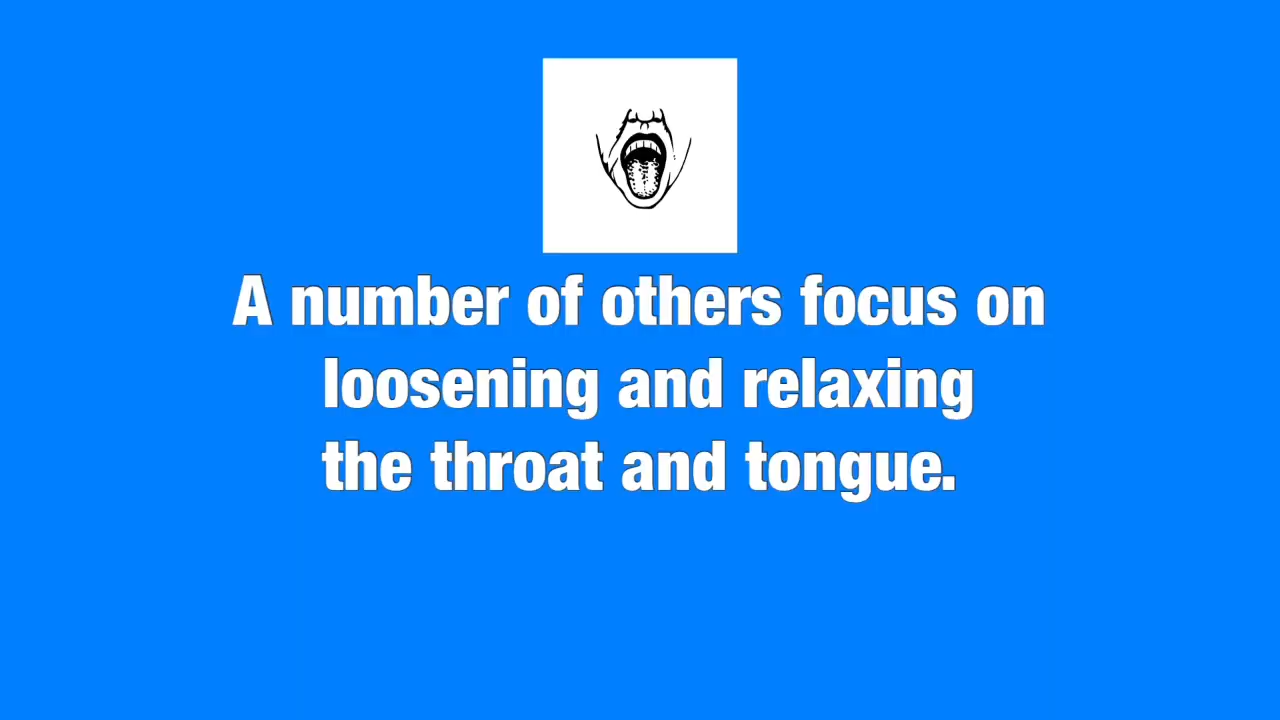 A number of others focus on
loosening and relaxing
the throat and tongue.